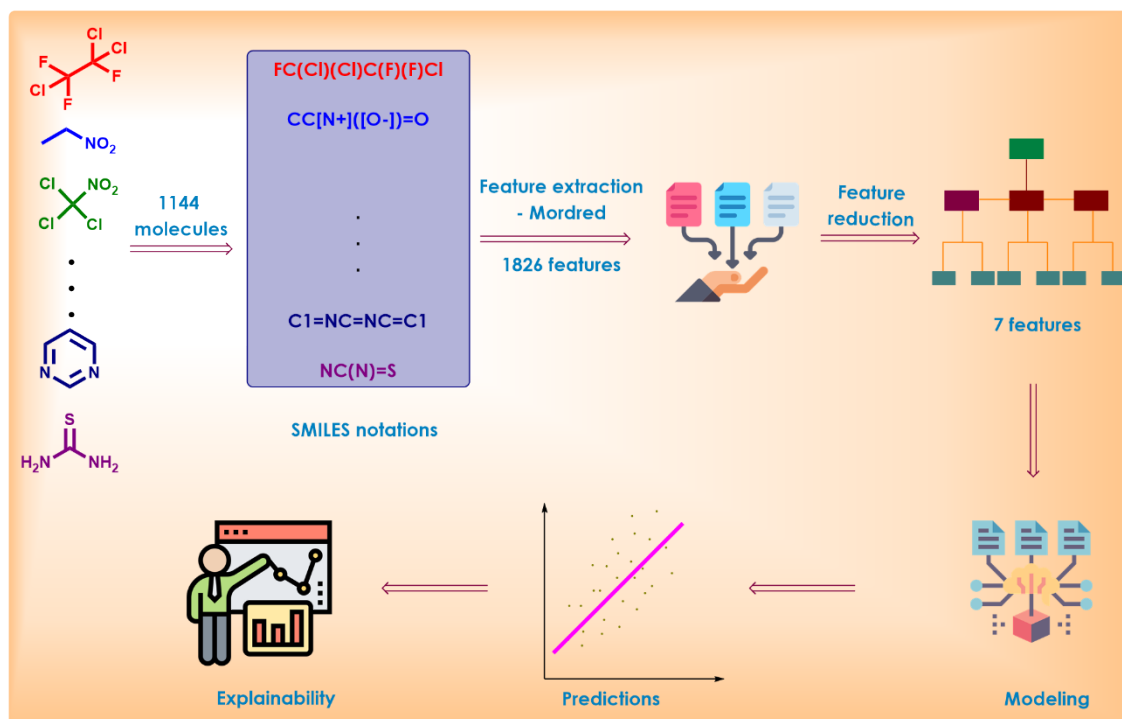 Cl
F
Cl
Cl
F
F
NO2
Cl
NO2
Cl
Cl
N
N
S
H2N
NH2
1144
molecules
FC(Cl)(Cl)C(F)(F)Cl
CC[N+]([O-])=O
.
.
.
C1=NC=NC=C1
NC(N)=S
SMILES notations
Feature extraction
- Mordred
1826 features
Feature
reduction
7 features
Explainability
Predictions
Modeling